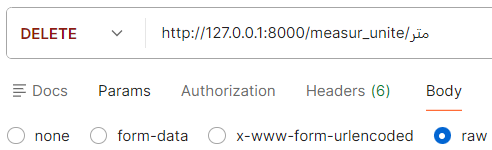 DELETE http://127.0.0.1:8000/measur_unite/متر
Docs Params Authorization Headers (6) Body
none form-data x-www-form-urlencoded raw